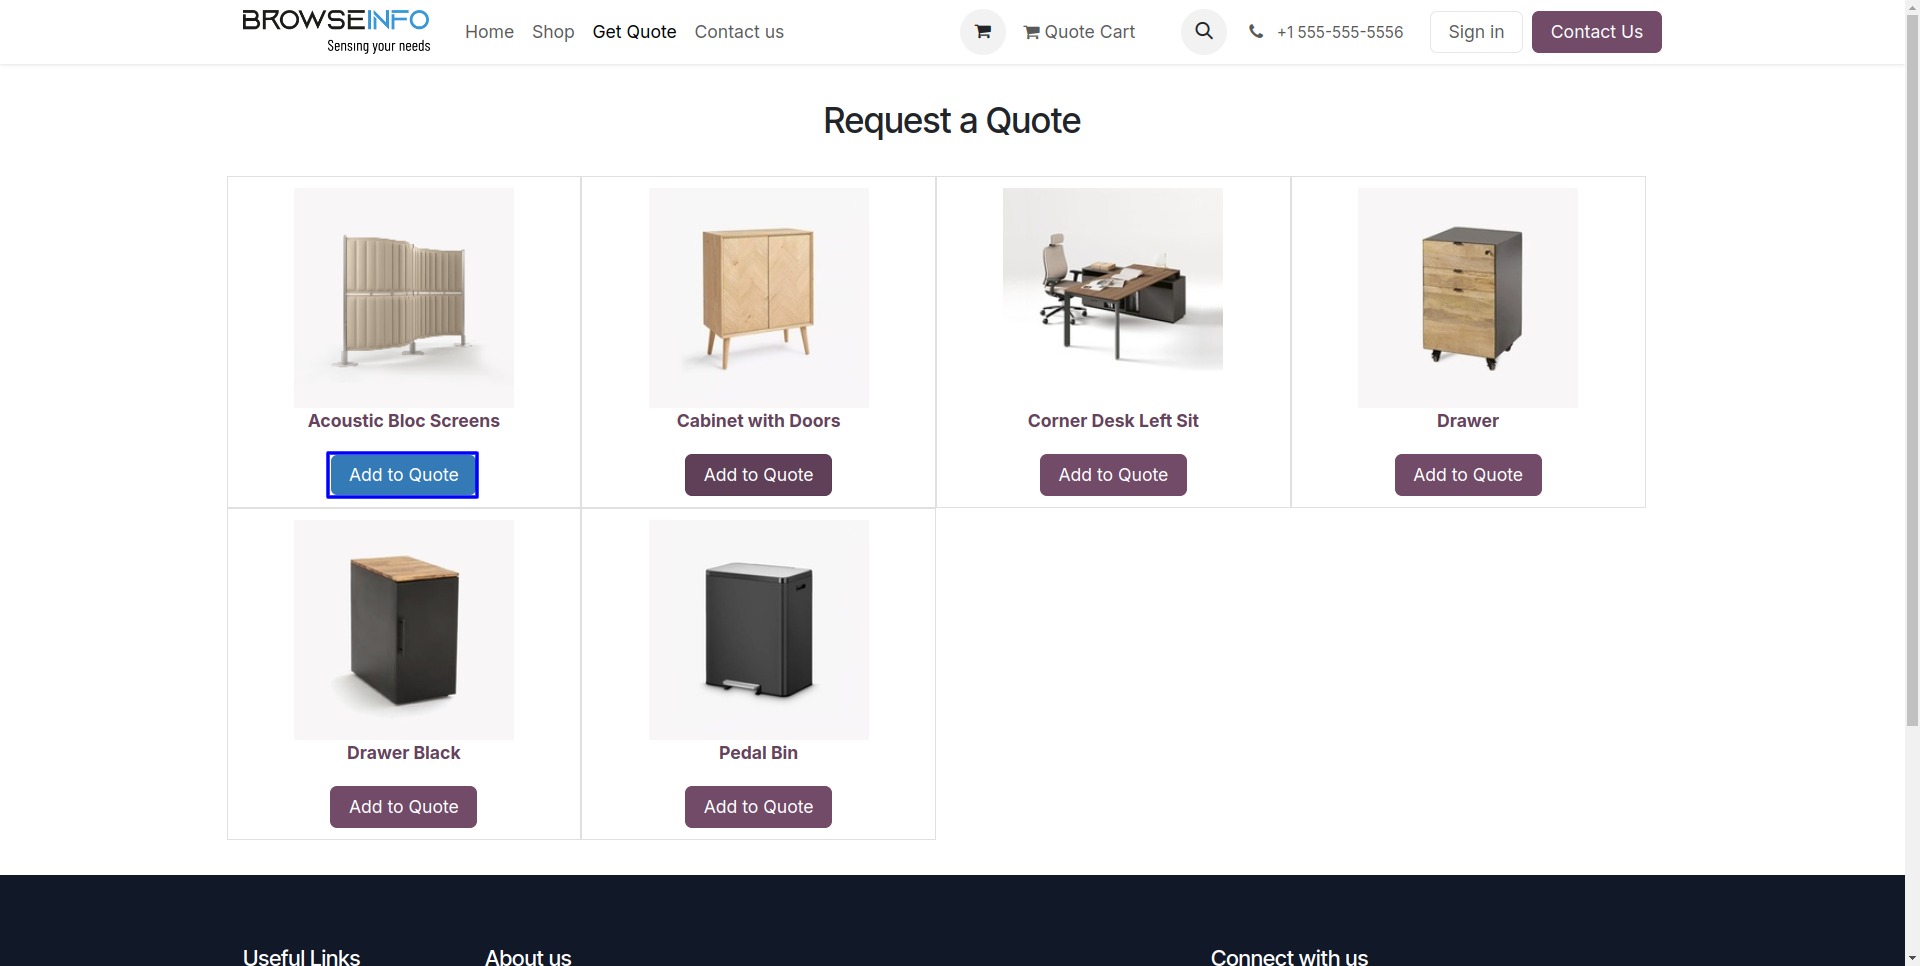 BROWSEINFO
Sensing your needs
Home Shop Get Quote Contact us Quote Cart +1 555-555-5556 Sign in Contact Us
Request a Quote
Acoustic Bloc Screens Cabinet with Doors Corner Desk Left Sit Drawer
Add to Quote Add to Quote Add to Quote Add to Quote
Drawer Black Pedal Bin
Add to Quote Add to Quote
Useful Links About us Connect with us